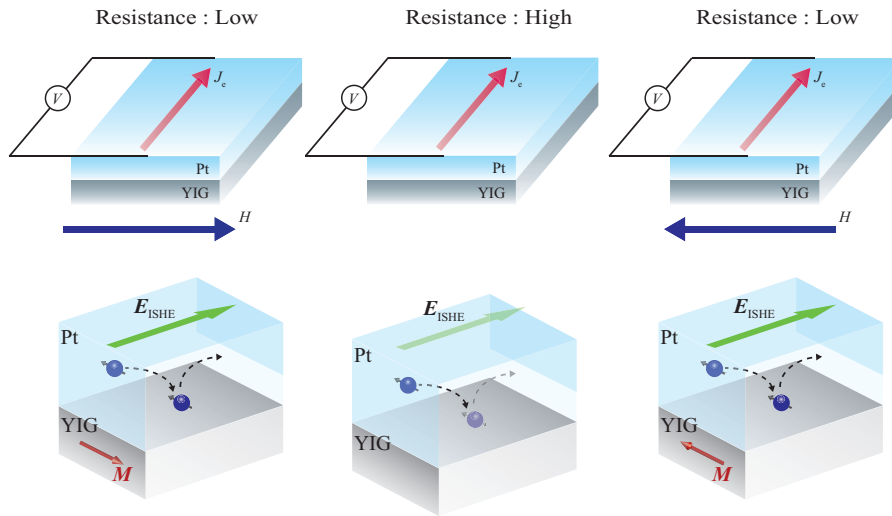 Resistance : Low
Resistance : High
Resistance : Low
V
J_e
Pt
YIG
H
V
J_e
Pt
YIG
V
J_e
Pt
YIG
H
E_ISHE
Pt
YIG
M
E_ISHE
Pt
YIG
E_ISHE
Pt
YIG
M